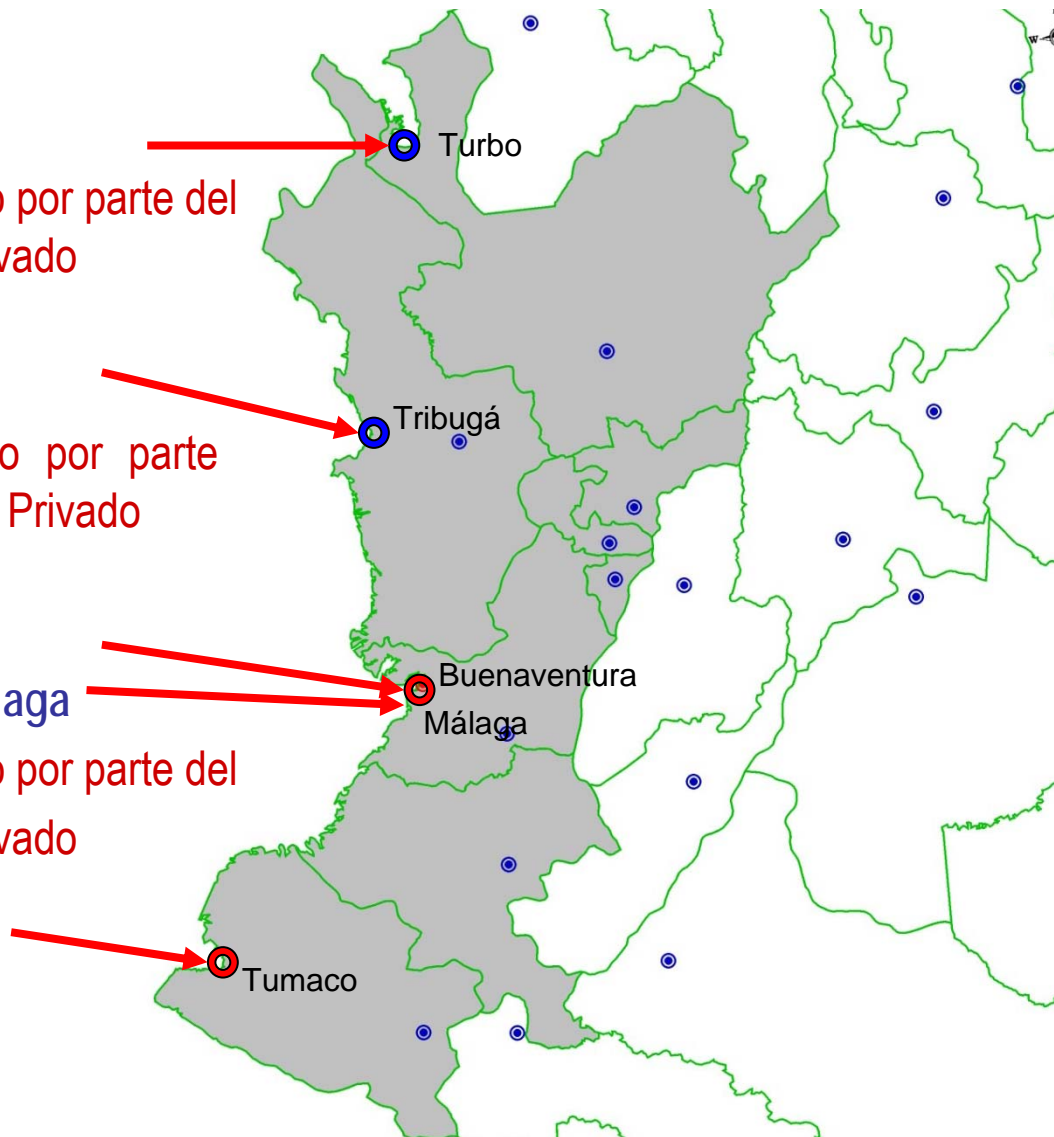 W
Turbo
o por parte del
vado
Tribugá
o por parte
Privado
Buenaventura
aga
Málaga
o por parte del
vado
Tumaco